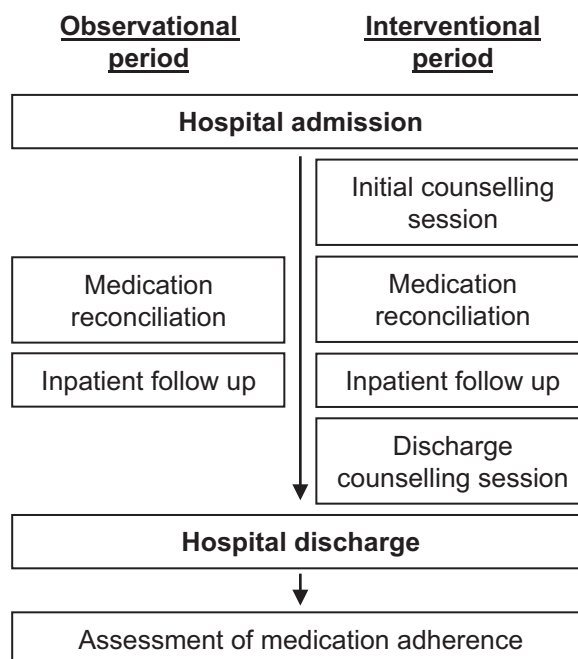 Observational
period
Interventional
period
Hospital admission
Initial counselling
session
Medication
reconciliation
Medication
reconciliation
Inpatient follow up
Inpatient follow up
Discharge
counselling session
Hospital discharge
Assessment of medication adherence